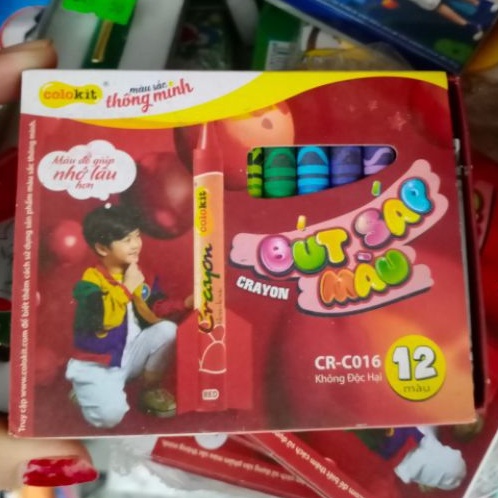 colokit
màu sắc
thông minh
Màu đỏ giúp
nhớ lâu
hơn
colokit
Crayon
RED
BÚT SÁP
MÀU
CRAYON
CR-C016
Không Độc Hại
12
màu
Truy cập www.colokit.com để biết thêm cách sử dụng sản phẩm màu sắc thông minh